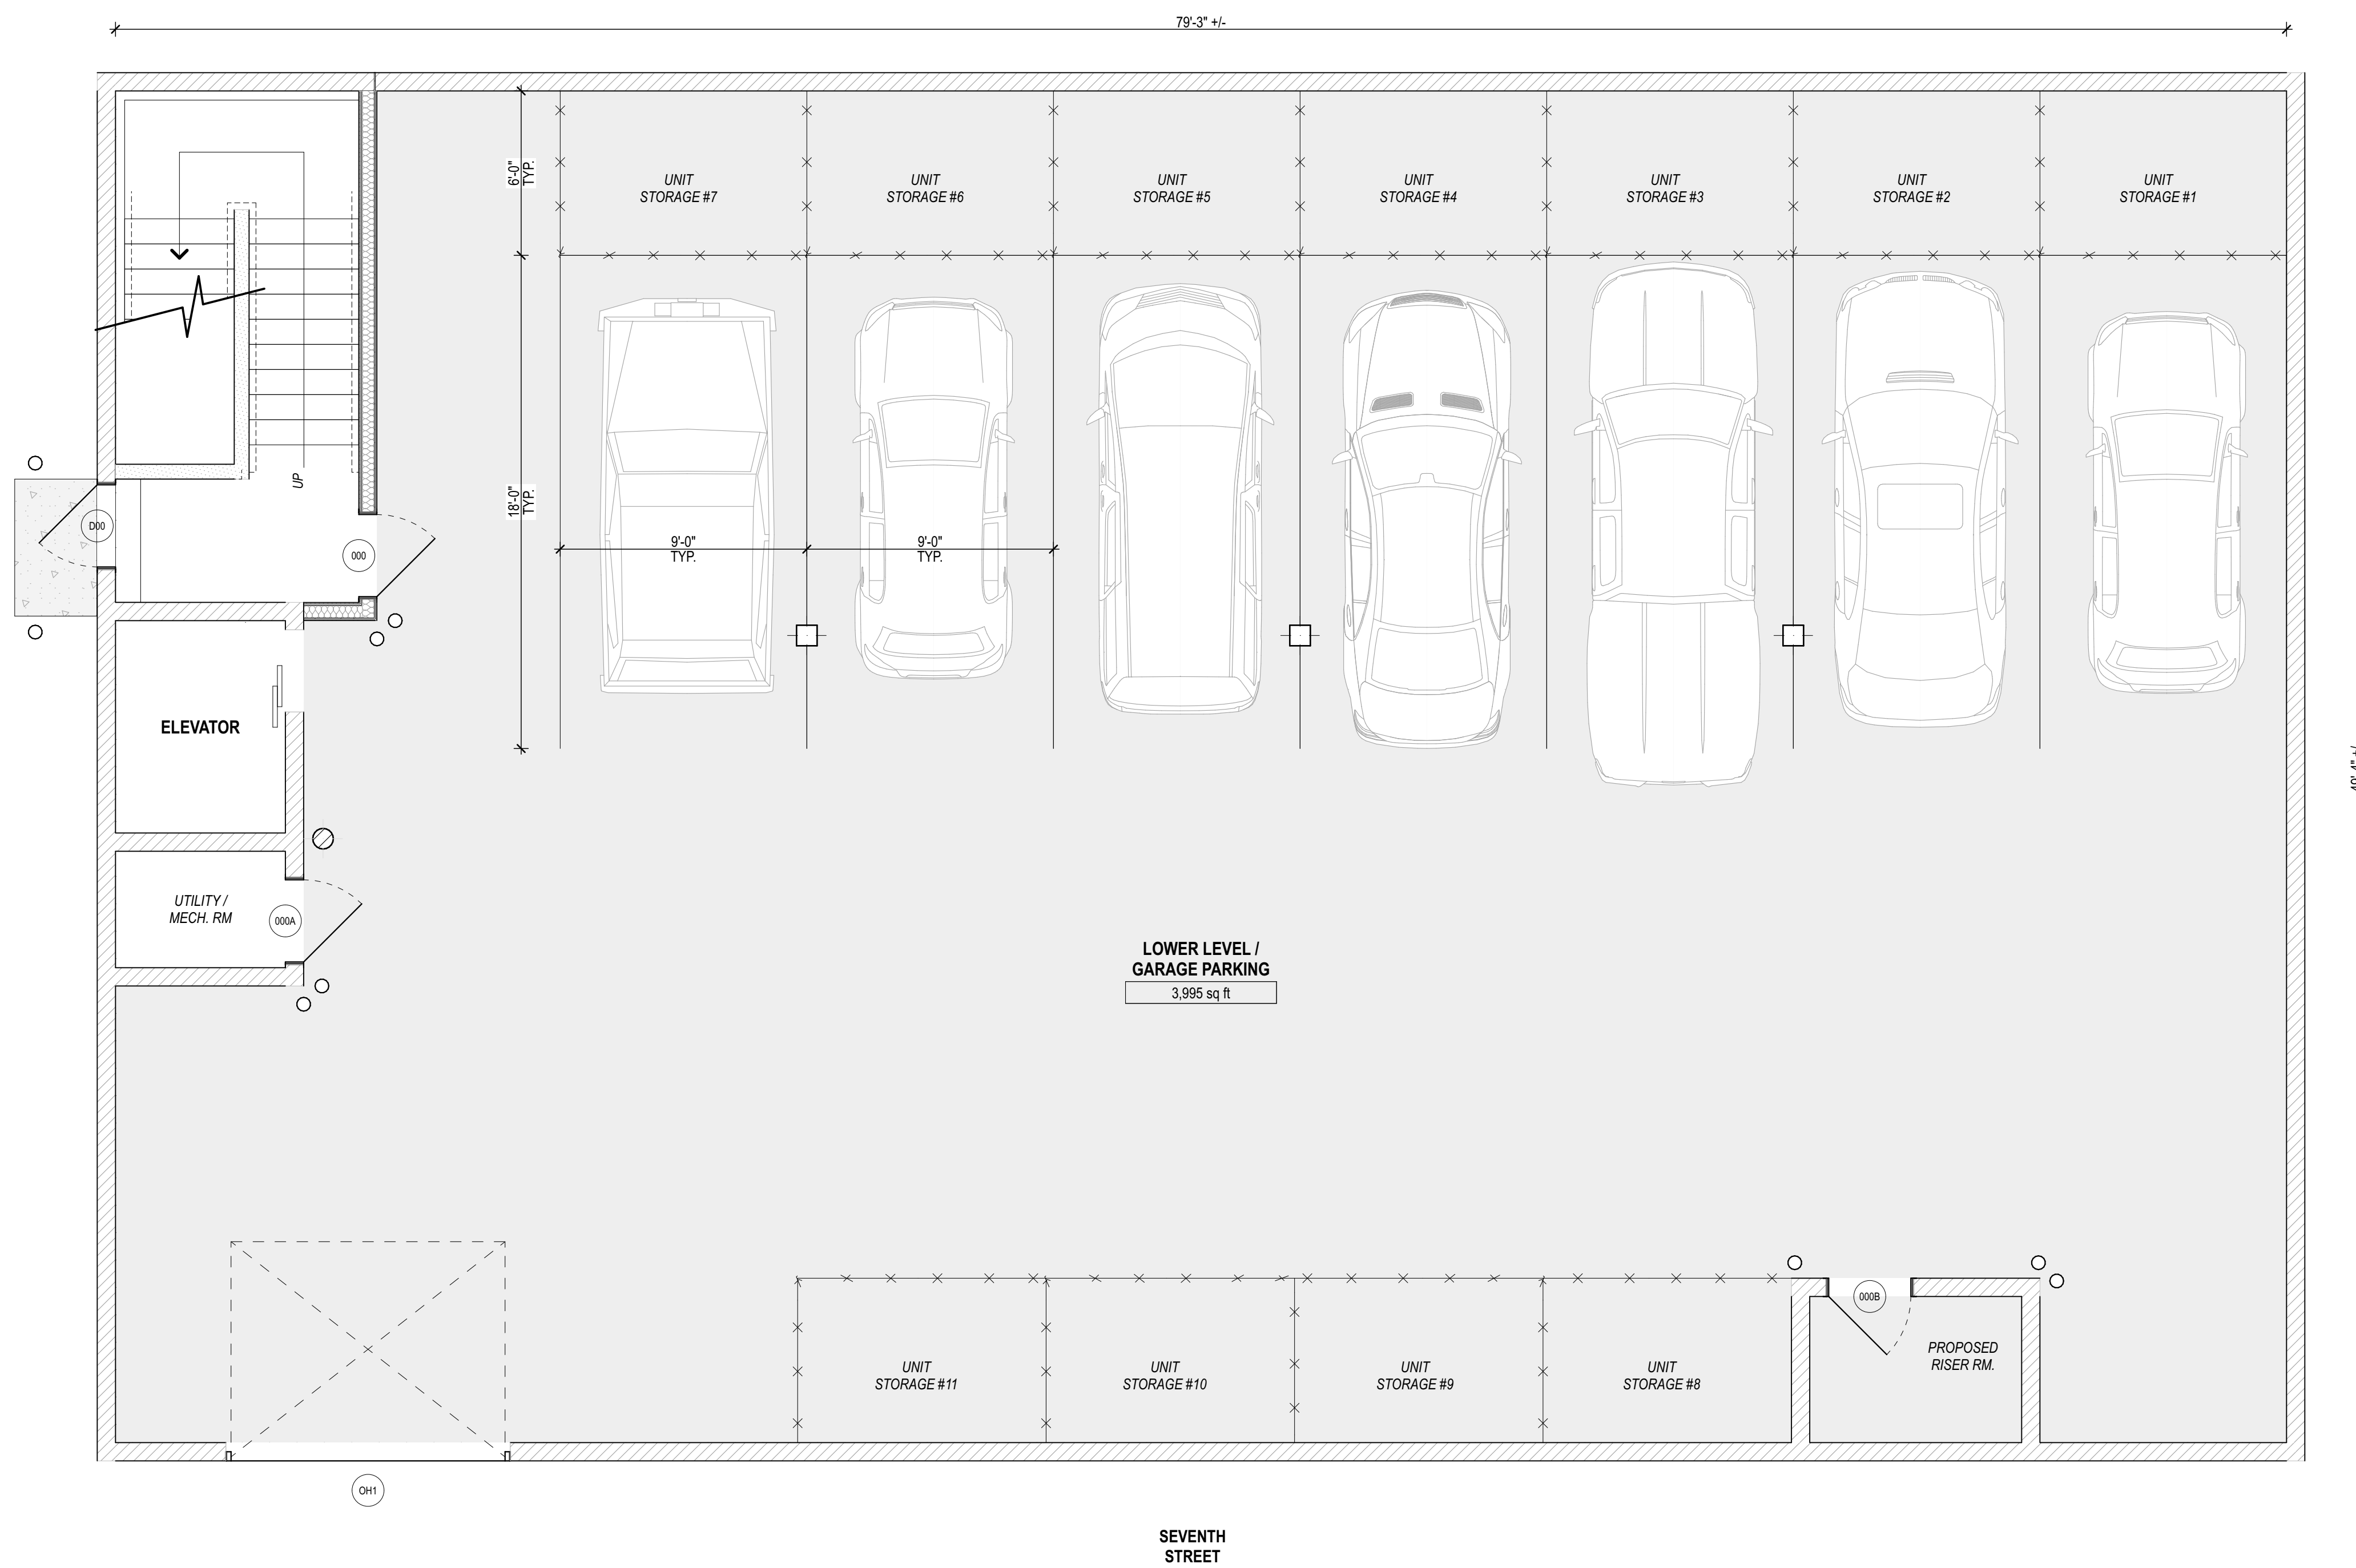 79'-3" +/-
6'-0"
TYP.
UNIT
STORAGE #7
UNIT
STORAGE #6
UNIT
STORAGE #5
UNIT
STORAGE #4
UNIT
STORAGE #3
UNIT
STORAGE #2
UNIT
STORAGE #1
UP
18'-0"
TYP.
D00
000
9'-0"
TYP.
9'-0"
TYP.
ELEVATOR
UTILITY /
MECH. RM
000A
LOWER LEVEL /
GARAGE PARKING
3,995 sq ft
000B
UNIT
STORAGE #11
UNIT
STORAGE #10
UNIT
STORAGE #9
UNIT
STORAGE #8
PROPOSED
RISER RM.
OH1
SEVENTH
STREET